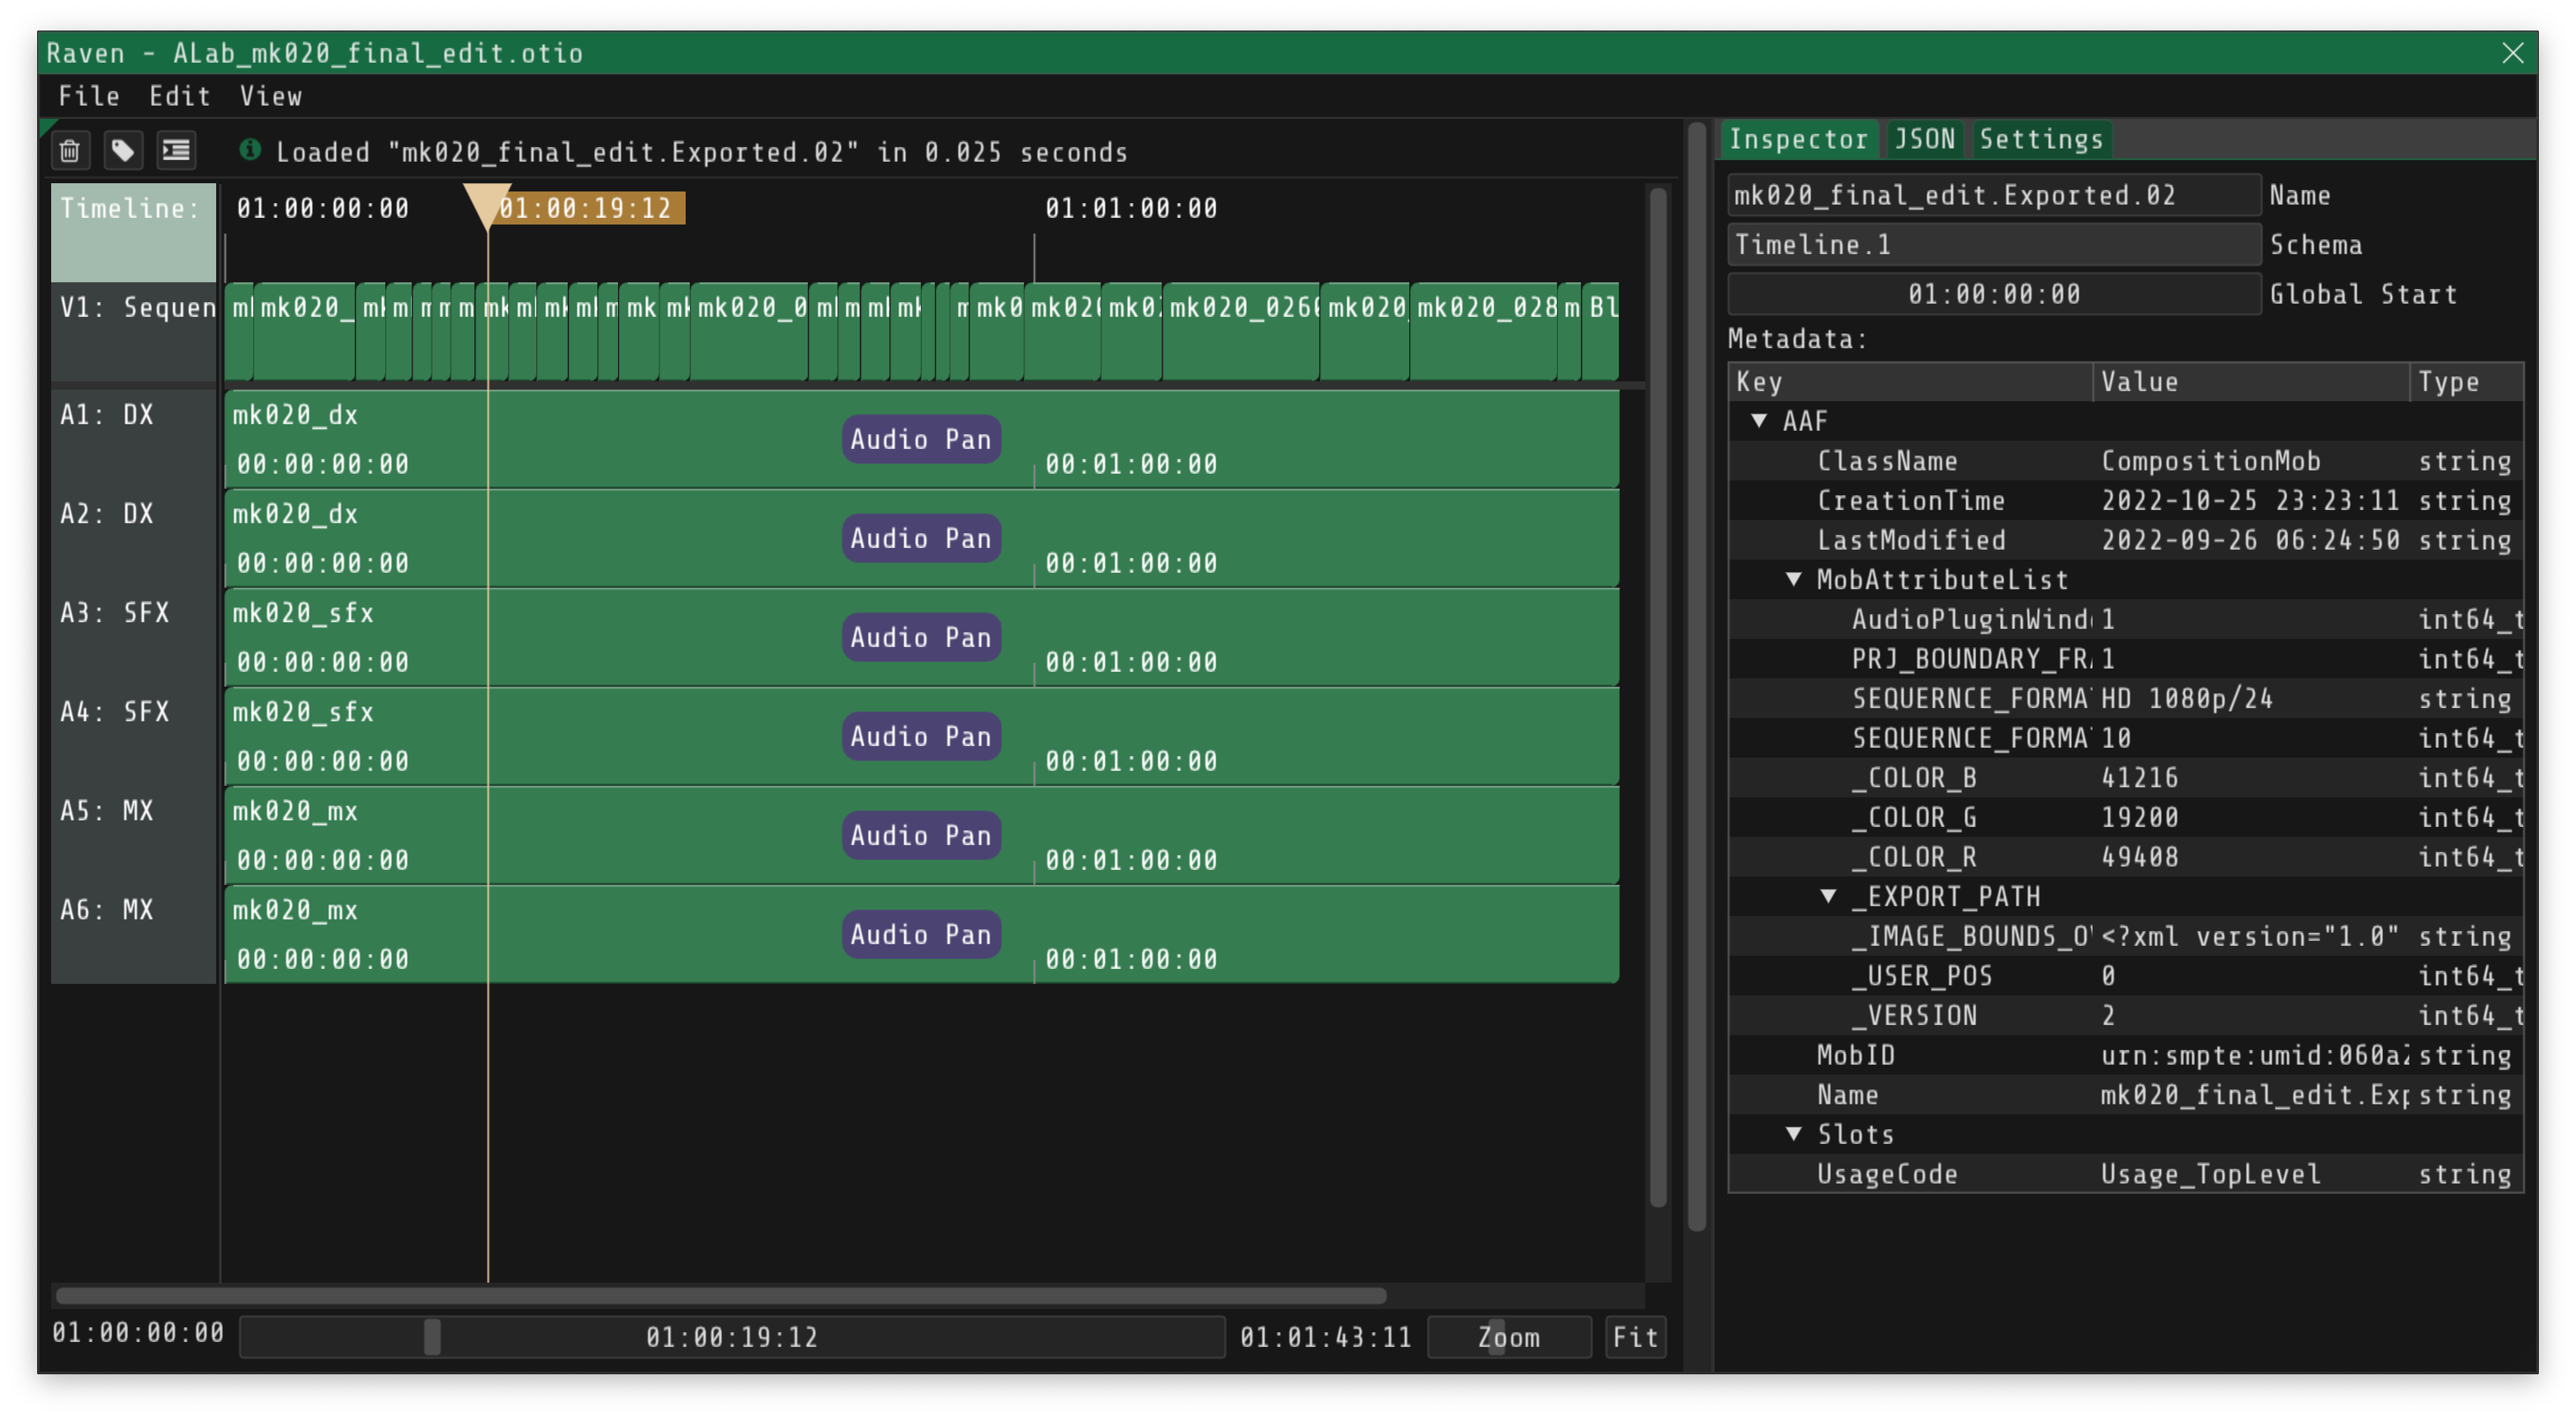 Raven - ALab_mk020_final_edit.otio
File Edit View
Loaded "mk020_final_edit.Exported.02" in 0.025 seconds
Timeline: 01:00:00:00 01:00:19:12 01:01:00:00
V1: Sequen mk020_ mk mk mk mk mk020_0 mk mk0 mk020 mk0 mk020_026 mk020 mk020_028 m Bl
A1: DX mk020_dx Audio Pan
00:00:00:00 00:01:00:00
A2: DX mk020_dx Audio Pan
00:00:00:00 00:01:00:00
A3: SFX mk020_sfx Audio Pan
00:00:00:00 00:01:00:00
A4: SFX mk020_sfx Audio Pan
00:00:00:00 00:01:00:00
A5: MX mk020_mx Audio Pan
00:00:00:00 00:01:00:00
A6: MX mk020_mx Audio Pan
00:00:00:00 00:01:00:00
01:00:00:00 01:00:19:12 01:01:43:11 Zoom Fit
Inspector JSON Settings
mk020_final_edit.Exported.02 Name
Timeline.1 Schema
01:00:00:00 Global Start
Metadata:
Key Value Type
AAF
ClassName CompositionMob string
CreationTime 2022-10-25 23:23:11 string
LastModified 2022-09-26 06:24:50 string
MobAttributeList
AudioPluginWind 1 int64_t
PRJ_BOUNDARY_FRA 1 int64_t
SEQUERNCE_FORMA HD 1080p/24 string
SEQUERNCE_FORMA 10 int64_t
_COLOR_B 41216 int64_t
_COLOR_G 19200 int64_t
_COLOR_R 49408 int64_t
_EXPORT_PATH
_IMAGE_BOUNDS_O <?xml version="1.0" string
_USER_POS 0 int64_t
_VERSION 2 int64_t
MobID urn:smpte:umid:060a2 string
Name mk020_final_edit.Exp string
Slots
UsageCode Usage_TopLevel string